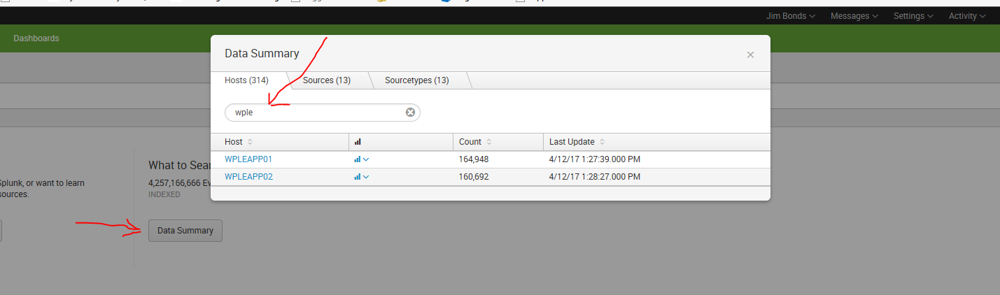 Jim Bonds Messages Settings Activity
Dashboards
Data Summary
Hosts (314) Sources (13) Sourcetypes (13)
wple
Host Count Last Update
WPLEAPP01 164,948 4/12/17 1:27:39.000 PM
WPLEAPP02 160,692 4/12/17 1:28:27.000 PM
What to Sear
Splunk, or want to learn
sources.
4,257,166,666 Ev
INDEXED
Data Summary